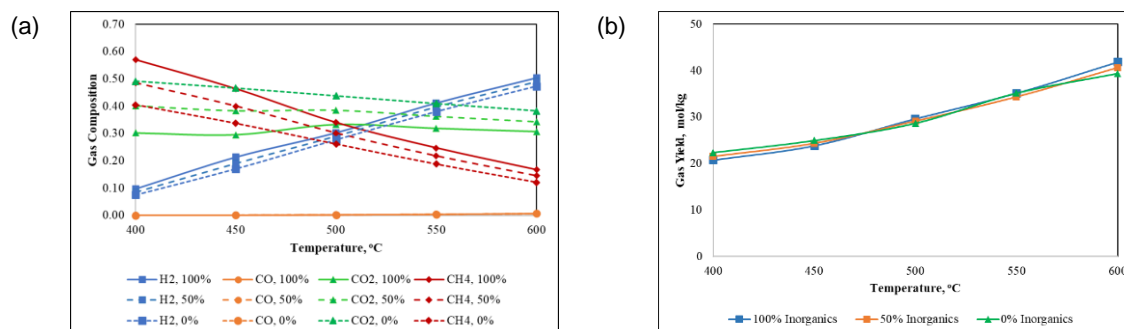 (a)
0.70
0.60
0.50
0.40
0.30
0.20
0.10
0.00
Gas Composition
400 450 500 550 600
Temperature, °C
H2, 100% CO, 100% CO2, 100% CH4, 100%
H2, 50% CO, 50% CO2, 50% CH4, 50%
H2, 0% CO, 0% CO2, 0% CH4, 0%
(b)
50
40
30
20
10
0
Gas Yield, mol/kg
400 450 500 550 600
Temperature, °C
100% Inorganics 50% Inorganics 0% Inorganics